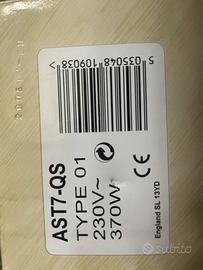 5 035048 109038 >
AST7-QS
TYPE 01
230V~
370W
CE
England SL 13YD
subito